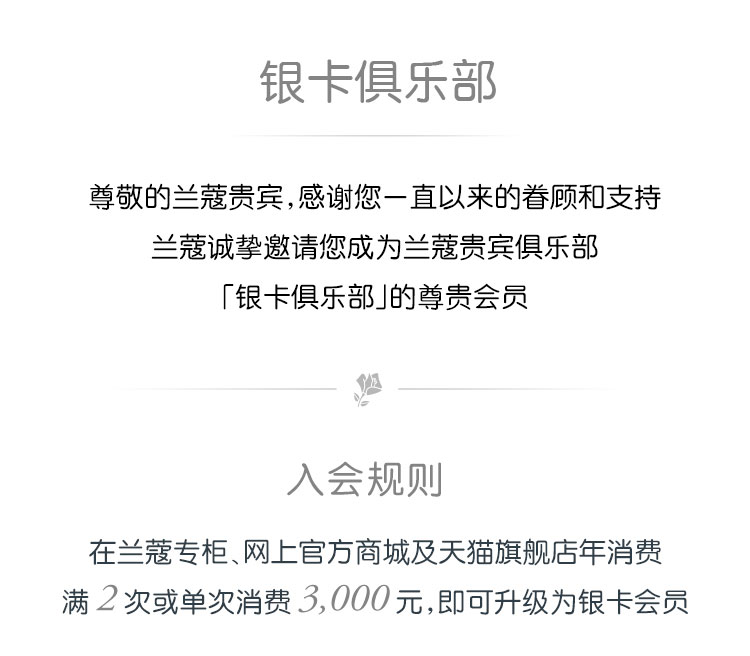 银卡俱乐部
尊敬的兰蔻贵宾，感谢您一直以来的眷顾和支持
兰蔻诚挚邀请您成为兰蔻贵宾俱乐部
「银卡俱乐部」的尊贵会员
入会规则
在兰蔻专柜、网上官方商城及天猫旗舰店年消费
满 2 次或单次消费 3,000 元，即可升级为银卡会员